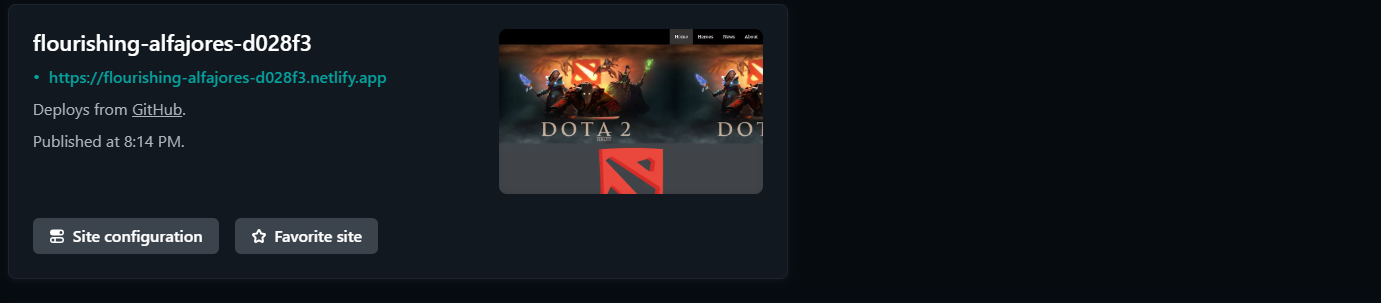 flourishing-alfajores-d028f3
• https://flourishing-alfajores-d028f3.netlify.app
Deploys from GitHub.
Published at 8:14 PM.
Site configuration
Favorite site
Home Heroes News About
DOTA 2
DOT